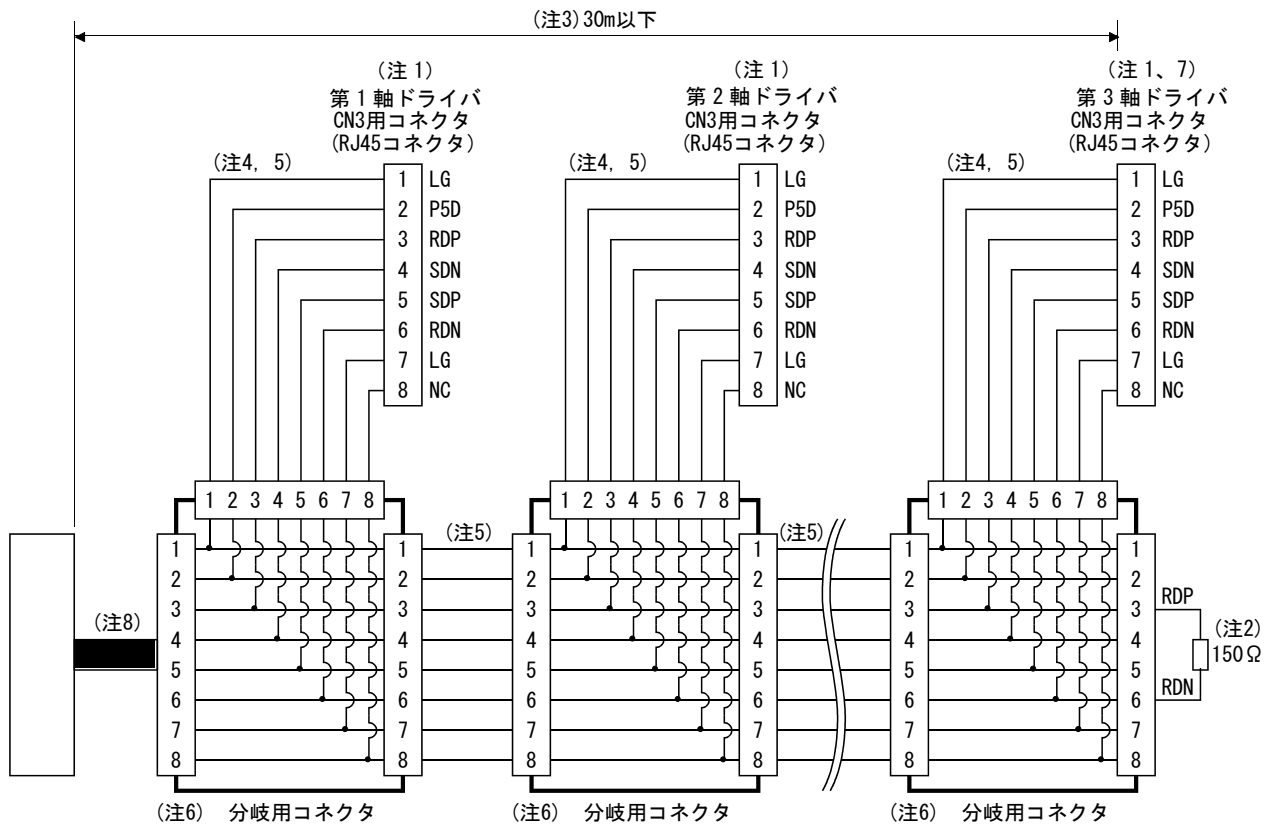 (注3)30m以下
(注 1)
第 1 軸ドライバ
CN3用コネクタ
(RJ45コネクタ)
(注4, 5)
1 LG
2 P5D
3 RDP
4 SDN
5 SDP
6 RDN
7 LG
8 NC
(注 1)
第 2 軸ドライバ
CN3用コネクタ
(RJ45コネクタ)
(注4, 5)
1 LG
2 P5D
3 RDP
4 SDN
5 SDP
6 RDN
7 LG
8 NC
(注 1、7)
第 3 軸ドライバ
CN3用コネクタ
(RJ45コネクタ)
(注4, 5)
1 LG
2 P5D
3 RDP
4 SDN
5 SDP
6 RDN
7 LG
8 NC
1 2 3 4 5 6 7 8
1 2 3 4 5 6 7 8
1 2 3 4 5 6 7 8
(注8)
1
2
3
4
5
6
7
8
1
2
3
4
5
6
7
8
(注5)
1
2
3
4
5
6
7
8
1
2
3
4
5
6
7
8
(注5)
1
2
3
4
5
6
7
8
1
2
3
4
5
6
7
8
RDP
(注2)
150Ω
RDN
(注6) 分岐用コネクタ
(注6) 分岐用コネクタ
(注6) 分岐用コネクタ